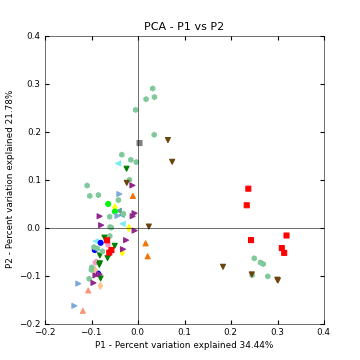 PCA - P1 vs P2
P2 - Percent variation explained 21.78%
0.4
0.3
0.2
0.1
0.0
−0.1
−0.2
−0.2 −0.1 0.0 0.1 0.2 0.3 0.4
P1 - Percent variation explained 34.44%